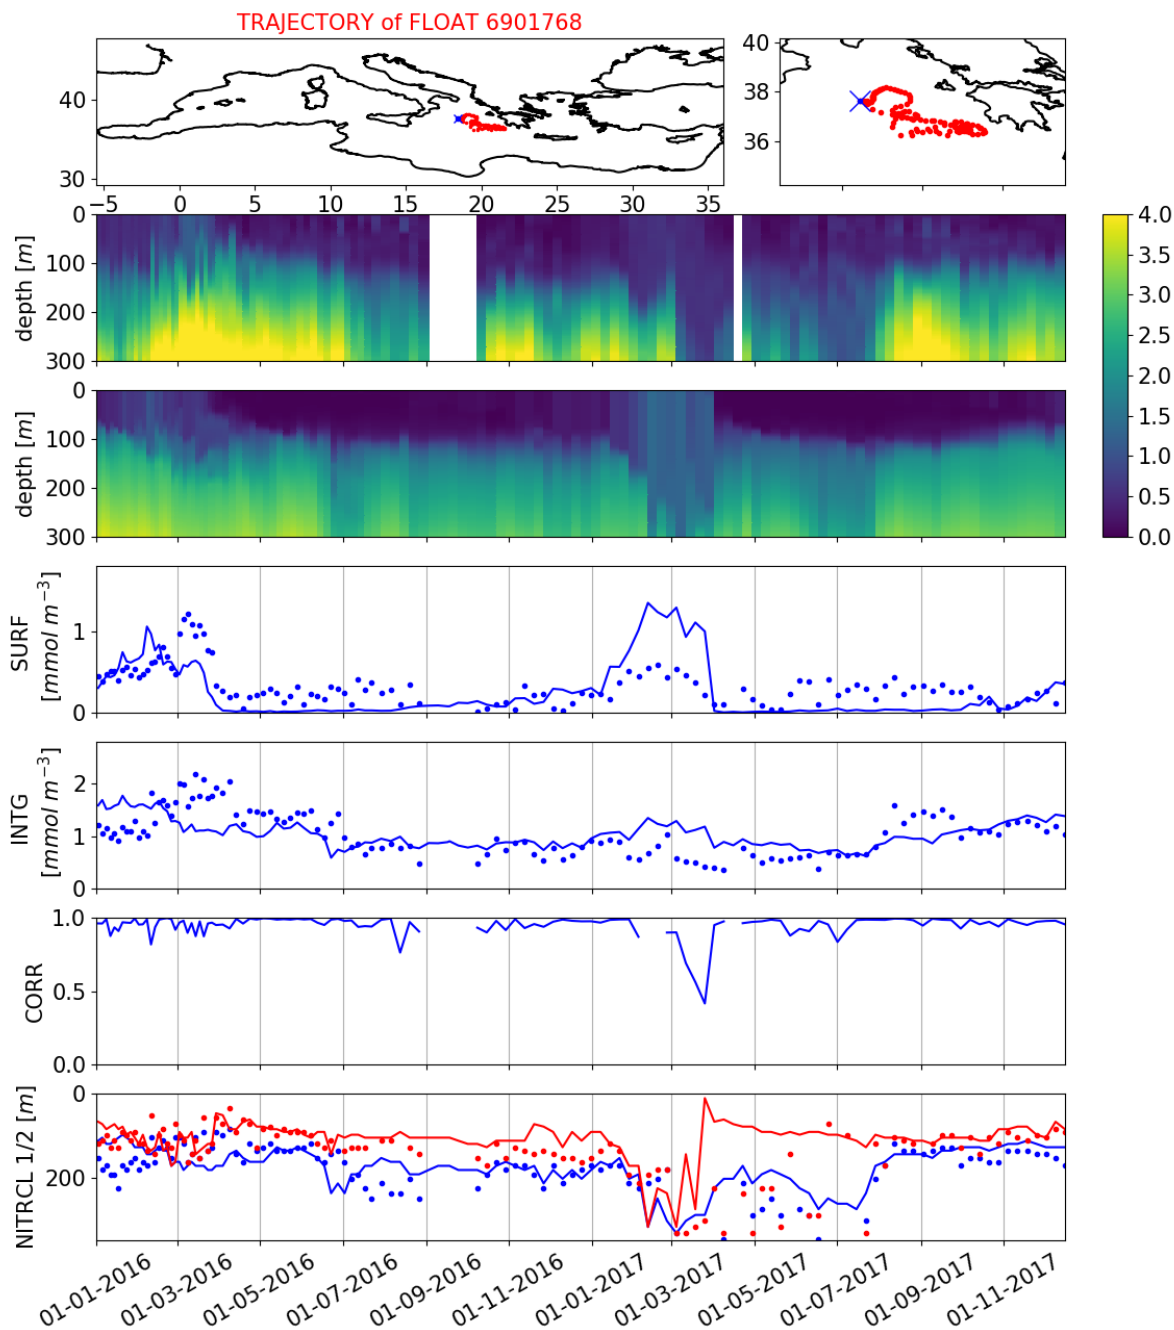 TRAJECTORY of FLOAT 6901768
40
30
−5 0 5 10 15 20 25 30 35
40
38
36
depth [m]
0
100
200
300
4.0
3.5
3.0
2.5
2.0
1.5
1.0
0.5
0.0
depth [m]
0
100
200
300
SURF
[mmol m⁻³]
1
0
INTG
[mmol m⁻³]
2
1
0
CORR
1.0
0.5
0.0
NITRCL 1/2 [m]
0
200
01-01-2016 01-03-2016 01-05-2016 01-07-2016 01-09-2016 01-11-2016 01-01-2017 01-03-2017 01-05-2017 01-07-2017 01-09-2017 01-11-2017